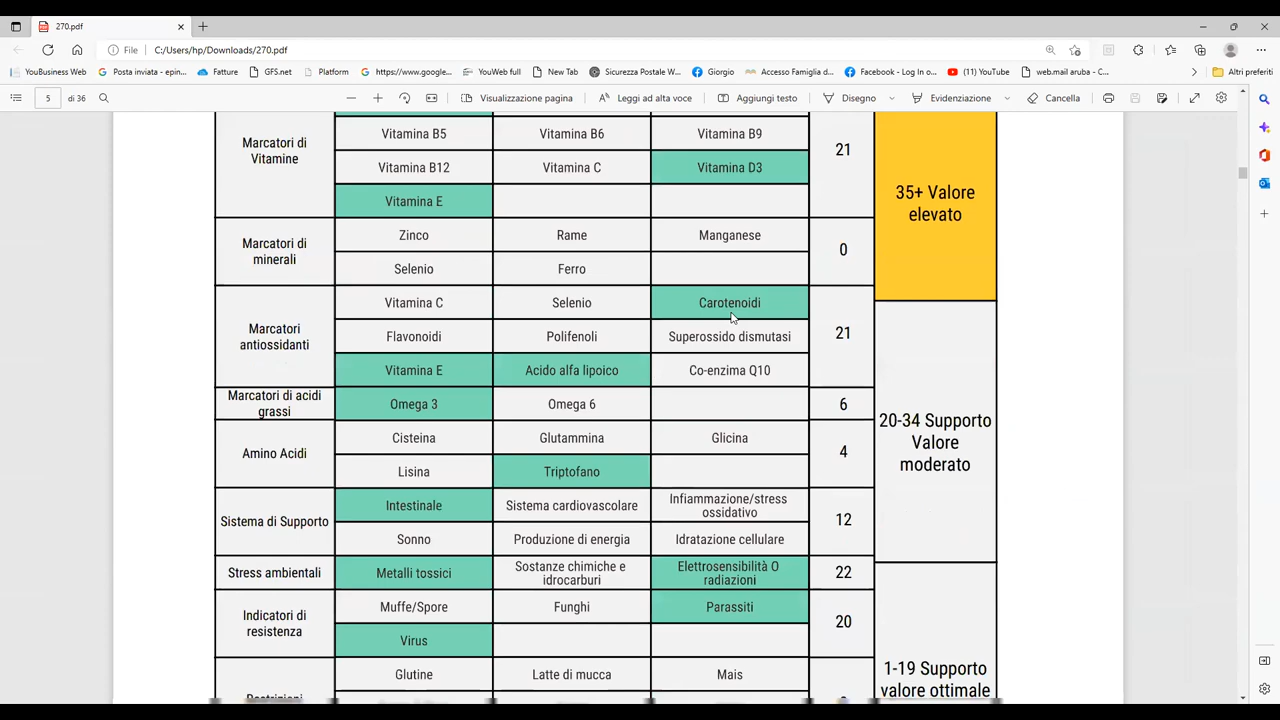 270.pdf
File C:/Users/hp/Downloads/270.pdf
YouBusiness Web Posta inviata - epin... Fatture GFS.net Platform https://www.google... YouWeb full New Tab Sicurezza Postale W... Giorgio Accesso Famiglia d... Facebook - Log In o... (11) YouTube web.mail aruba - C... Altri preferiti
5 di 36 Visualizzazione pagina Leggi ad alta voce Aggiungi testo Disegno Evidenziazione Cancella
Marcatori di
Vitamine
Vitamina B5 Vitamina B6 Vitamina B9
Vitamina B12 Vitamina C Vitamina D3
Vitamina E
21
35+ Valore
elevato
Marcatori di
minerali
Zinco Rame Manganese
Selenio Ferro
0
Marcatori
antiossidanti
Vitamina C Selenio Carotenoidi
Flavonoidi Polifenoli Superossido dismutasi
Vitamina E Acido alfa lipoico Co-enzima Q10
21
Marcatori di acidi
grassi
Omega 3 Omega 6
6
20-34 Supporto
Valore
moderato
Amino Acidi
Cisteina Glutammina Glicina
Lisina Triptofano
4
Sistema di Supporto
Intestinale Sistema cardiovascolare Infiammazione/stress
ossidativo
Sonno Produzione di energia Idratazione cellulare
12
Stress ambientali
Metalli tossici Sostanze chimiche e
idrocarburi
Elettrosensibilità O
radiazioni
22
Indicatori di
resistenza
Muffe/Spore Funghi Parassiti
Virus
20
Glutine Latte di mucca Mais
1-19 Supporto
valore ottimale